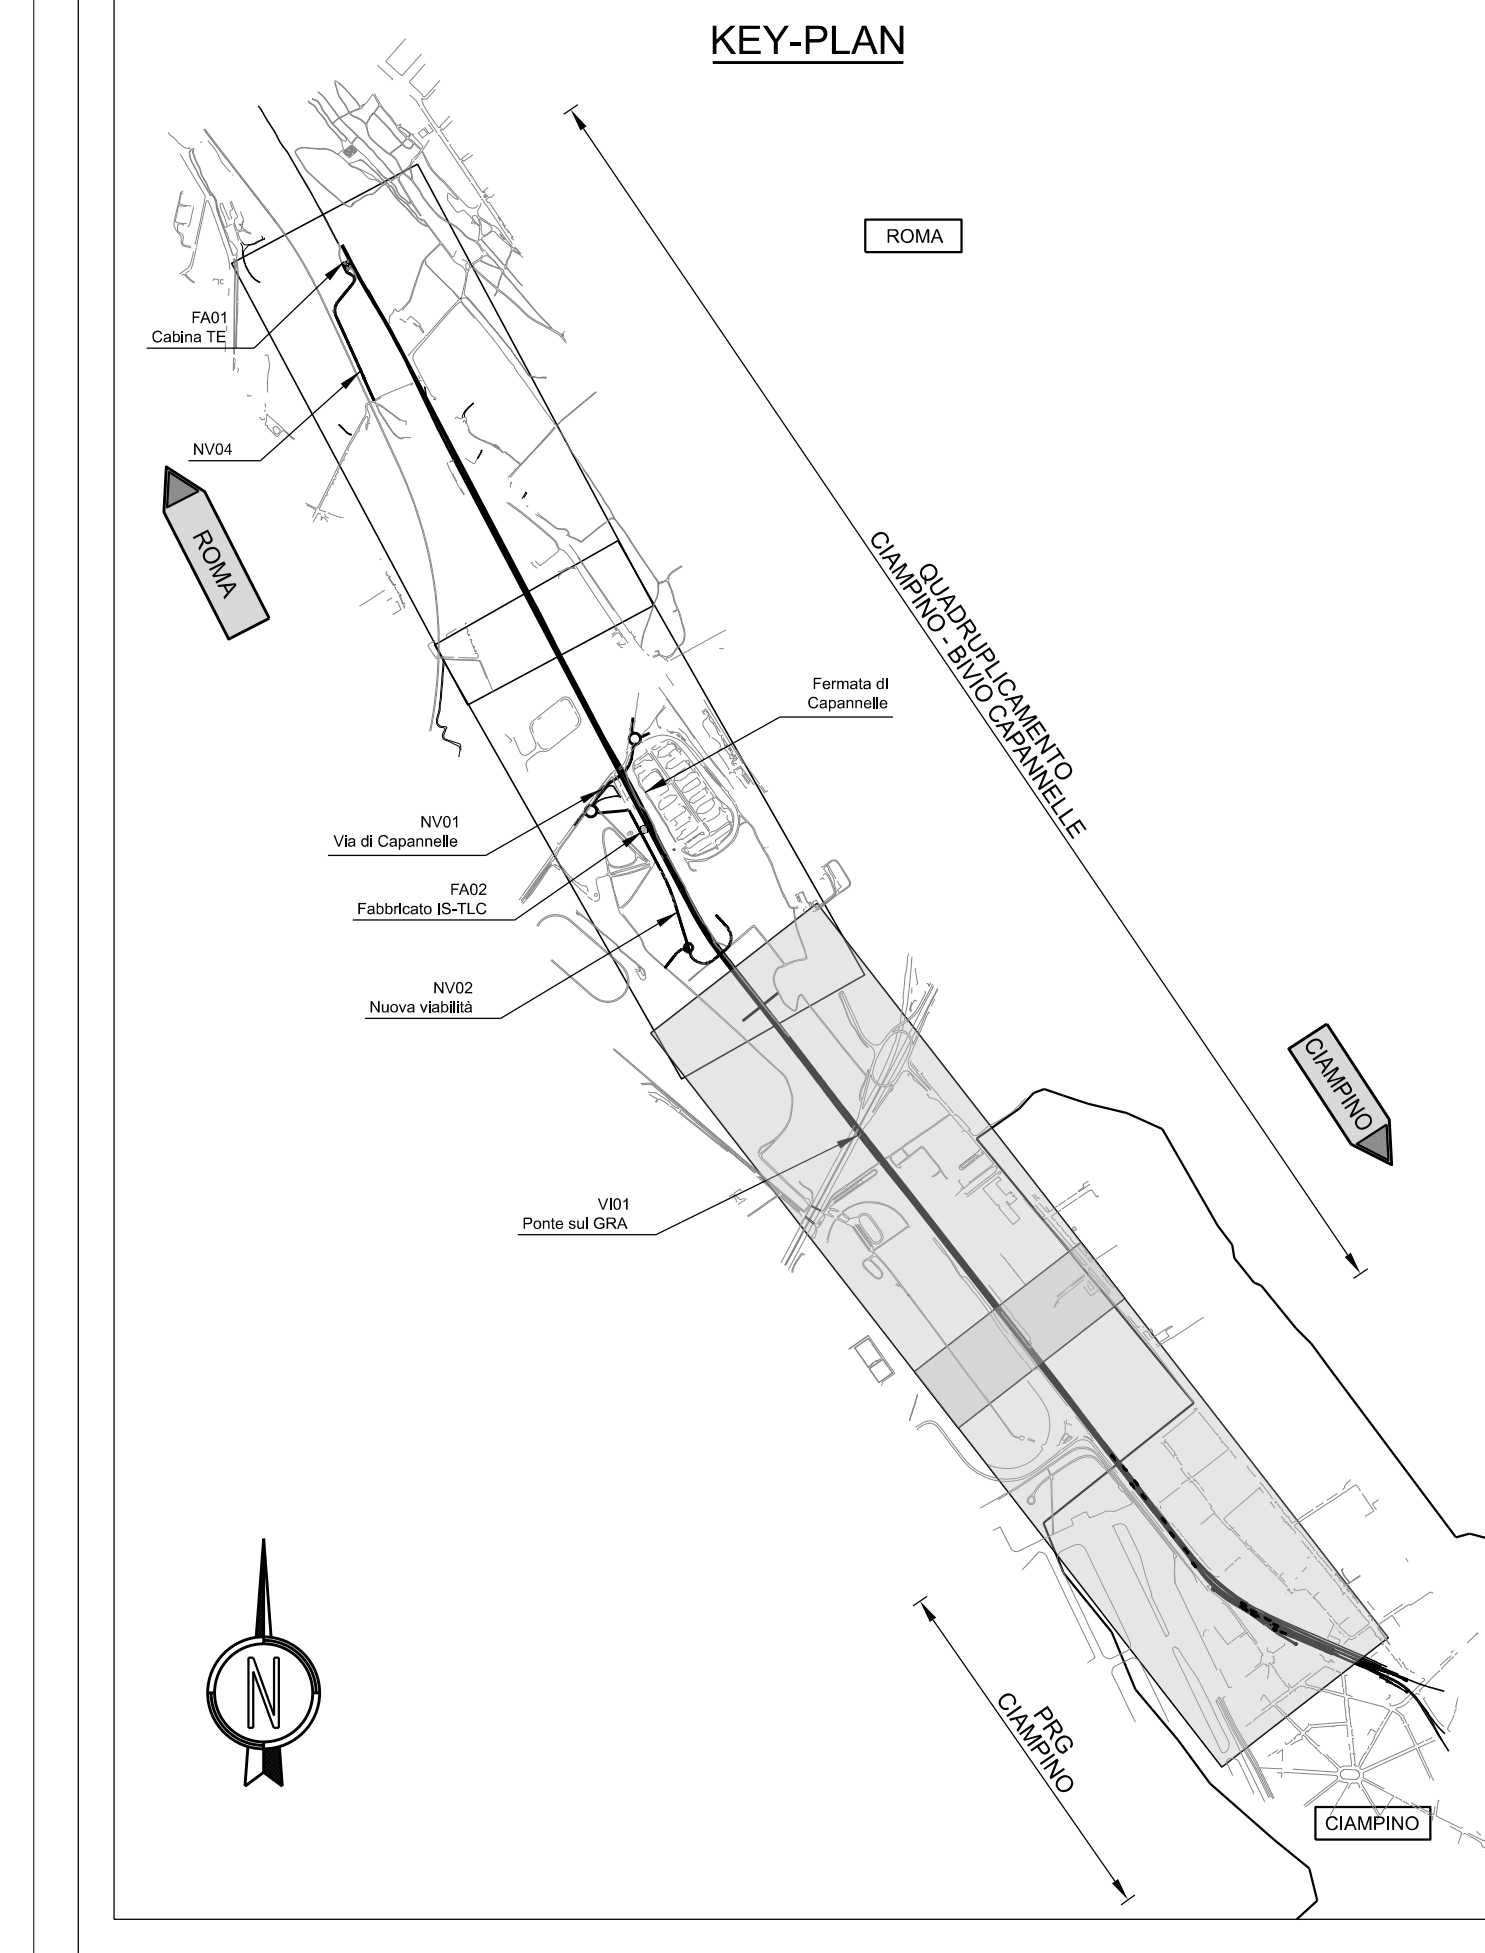 KEY-PLAN
ROMA
FA01
Cabina TE
NV04
ROMA
QUADRUPLICAMENTO
CIAMPINO - BIVIO CAPANNELLE
Fermata di
Capannelle
NV01
Via di Capannelle
FA02
Fabbricato IS-TLC
NV02
Nuova viabilità
CIAMPINO
VI01
Ponte sul GRA
N
PRG
CIAMPINO
CIAMPINO